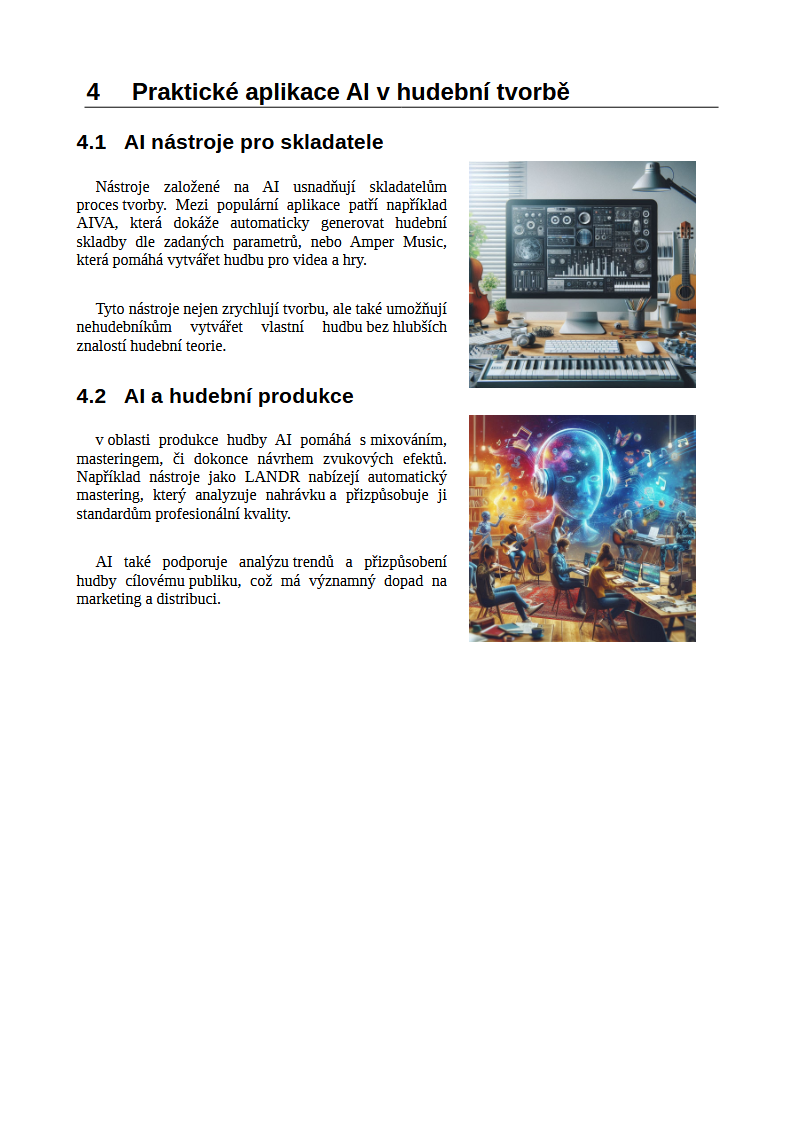 4 Praktické aplikace AI v hudební tvorbě
4.1 AI nástroje pro skladatele
Nástroje založené na AI usnadňují skladatelům
proces tvorby. Mezi populární aplikace patří například
AIVA, která dokáže automaticky generovat hudební
skladby dle zadaných parametrů, nebo Amper Music,
která pomáhá vytvářet hudbu pro videa a hry.
Tyto nástroje nejen zrychlují tvorbu, ale také umožňují
nehudebníkům vytvářet vlastní hudbu bez hlubších
znalostí hudební teorie.
4.2 AI a hudební produkce
v oblasti produkce hudby AI pomáhá s mixováním,
masteringem, či dokonce návrhem zvukových efektů.
Například nástroje jako LANDR nabízejí automatický
mastering, který analyzuje nahrávku a přizpůsobuje ji
standardům profesionální kvality.
AI také podporuje analýzu trendů a přizpůsobení
hudby cílovému publiku, což má významný dopad na
marketing a distribuci.